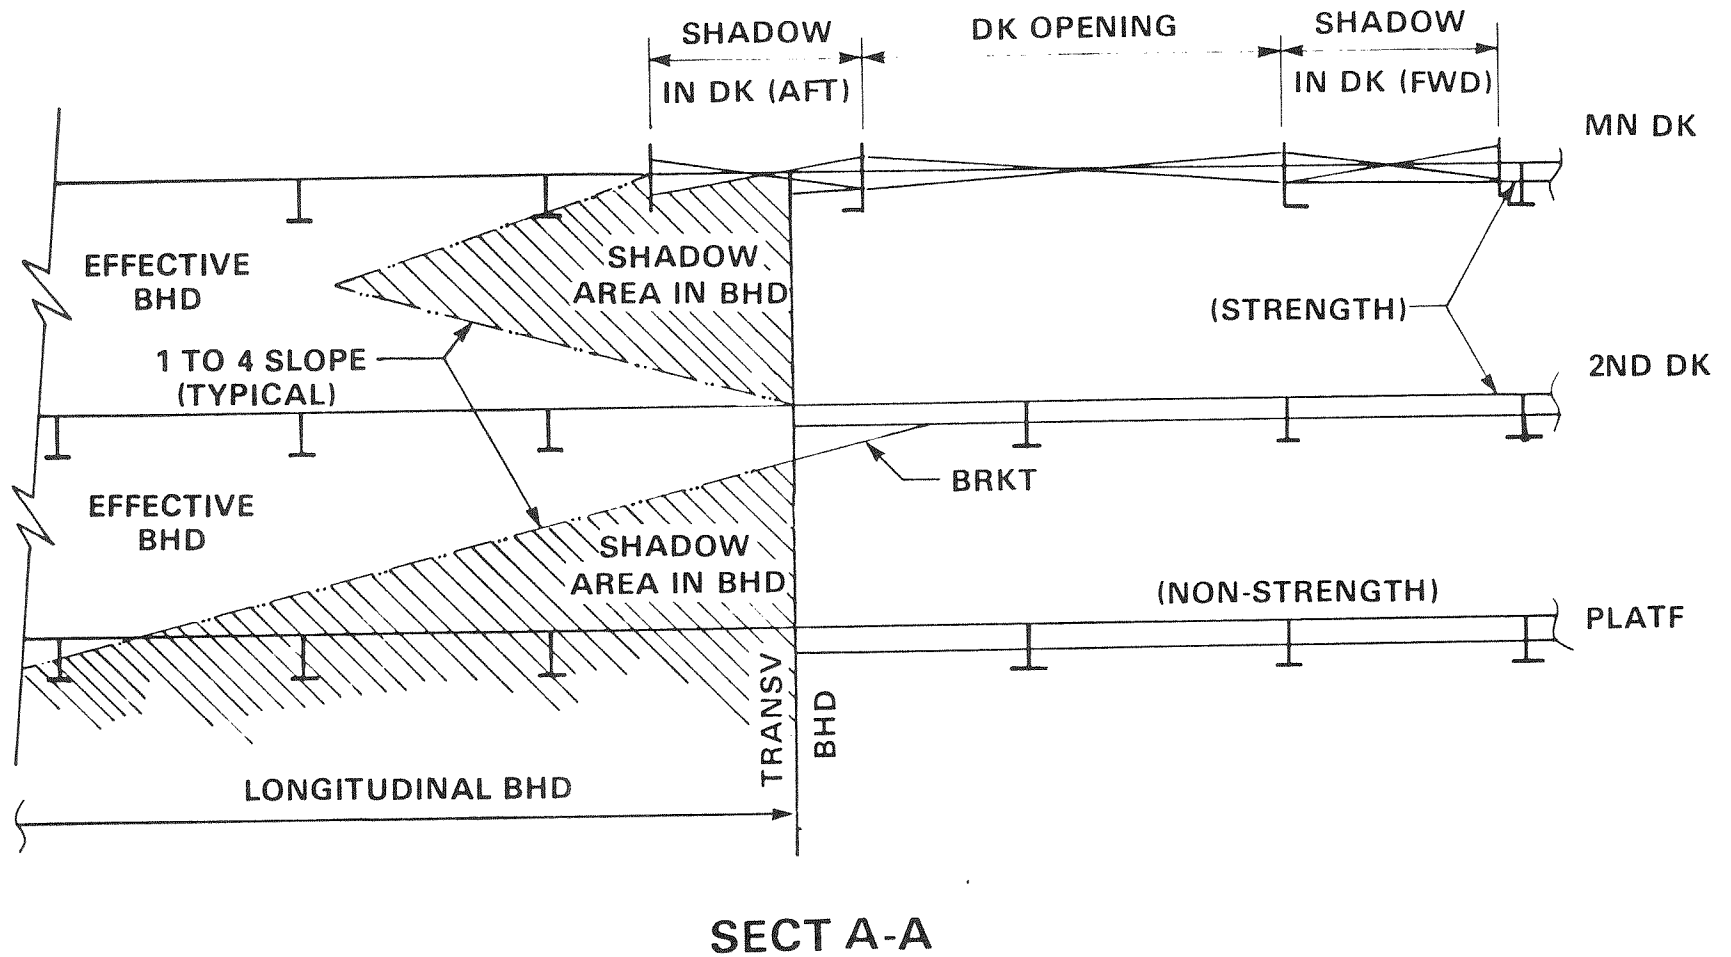 SHADOW
IN DK (AFT)
DK OPENING
SHADOW
IN DK (FWD)
MN DK
EFFECTIVE
BHD
SHADOW
AREA IN BHD
(STRENGTH)
1 TO 4 SLOPE
(TYPICAL)
2ND DK
BRKT
EFFECTIVE
BHD
SHADOW
AREA IN BHD
(NON-STRENGTH)
PLATF
TRANSV
BHD
LONGITUDINAL BHD
SECT A-A